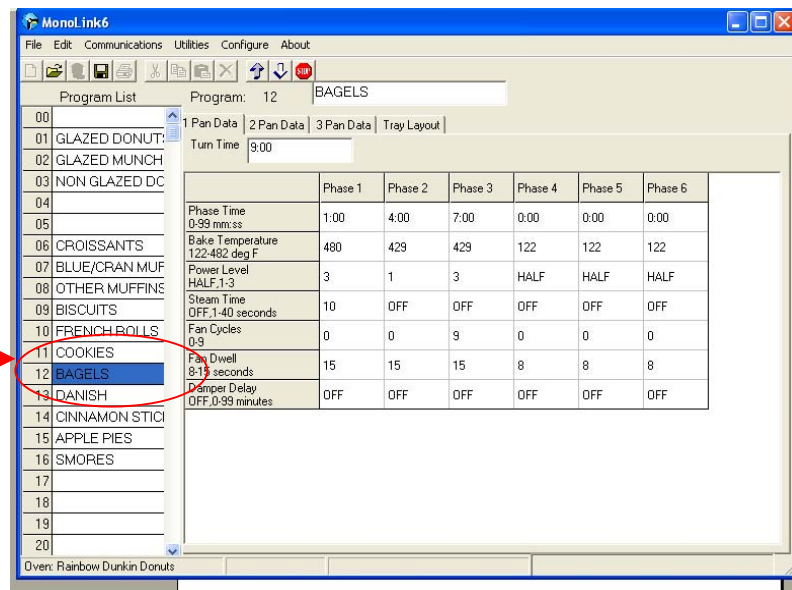 MonoLink6
File Edit Communications Utilities Configure About
STOP
Program List Program: 12 BAGELS
1 Pan Data 2 Pan Data 3 Pan Data Tray Layout
Turn Time 9:00
00
01 GLAZED DONUT
02 GLAZED MUNCH
03 NON GLAZED DO
04
05
06 CROISSANTS
07 BLUE/CRAN MUF
08 OTHER MUFFINS
09 BISCUITS
10 FRENCH ROLLS
11 COOKIES
12 BAGELS
13 DANISH
14 CINNAMON STIC
15 APPLE PIES
16 SMORES
17
18
19
20
Phase 1 Phase 2 Phase 3 Phase 4 Phase 5 Phase 6
Phase Time
0-99 mm:ss 1:00 4:00 7:00 0:00 0:00 0:00
Bake Temperature
122-482 deg F 480 429 429 122 122 122
Power Level
HALF,1-3 3 1 3 HALF HALF HALF
Steam Time
OFF,1-40 seconds 10 OFF OFF OFF OFF OFF
Fan Cycles
0-9 0 0 9 0 0 0
Fan Dwell
8-15 seconds 15 15 15 8 8 8
Damper Delay
OFF,0-99 minutes OFF OFF OFF OFF OFF OFF
Oven: Rainbow Dunkin Donuts